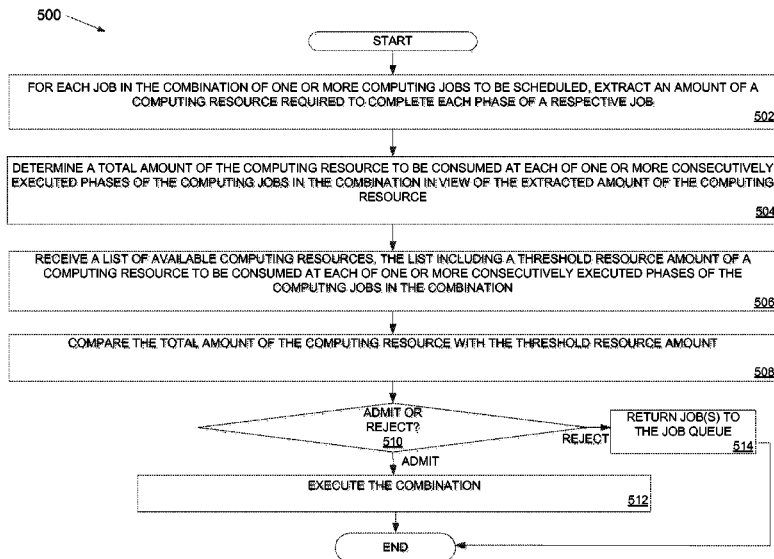 500
START
FOR EACH JOB IN THE COMBINATION OF ONE OR MORE COMPUTING JOBS TO BE SCHEDULED, EXTRACT AN AMOUNT OF A
COMPUTING RESOURCE REQUIRED TO COMPLETE EACH PHASE OF A RESPECTIVE JOB
502
DETERMINE A TOTAL AMOUNT OF THE COMPUTING RESOURCE TO BE CONSUMED AT EACH OF ONE OR MORE CONSECUTIVELY
EXECUTED PHASES OF THE COMPUTING JOBS IN THE COMBINATION IN VIEW OF THE EXTRACTED AMOUNT OF THE COMPUTING
RESOURCE
504
RECEIVE A LIST OF AVAILABLE COMPUTING RESOURCES, THE LIST INCLUDING A THRESHOLD RESOURCE AMOUNT OF A
COMPUTING RESOURCE TO BE CONSUMED AT EACH OF ONE OR MORE CONSECUTIVELY EXECUTED PHASES OF THE
COMPUTING JOBS IN THE COMBINATION
506
COMPARE THE TOTAL AMOUNT OF THE COMPUTING RESOURCE WITH THE THRESHOLD RESOURCE AMOUNT
508
ADMIT OR
REJECT?
510
REJECT
RETURN JOB(S) TO
THE JOB QUEUE
514
ADMIT
EXECUTE THE COMBINATION
512
END